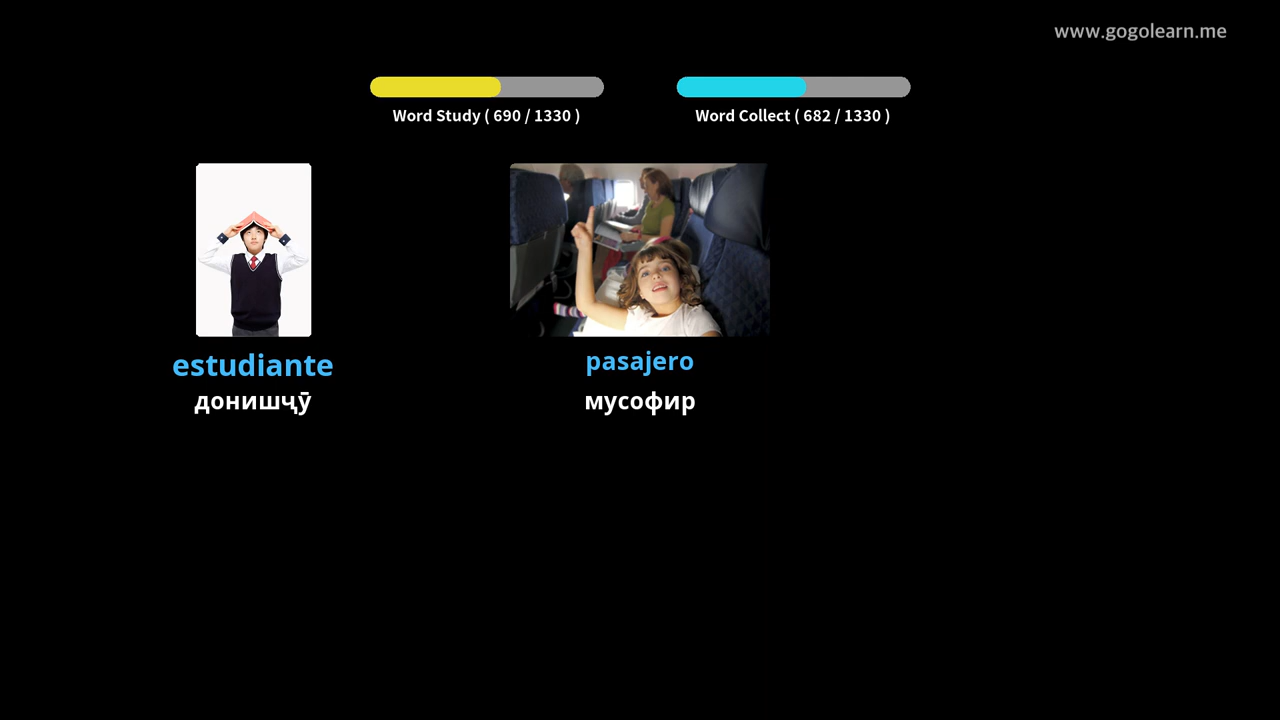 www.gogolearn.me
Word Study ( 690 / 1330 )
Word Collect ( 682 / 1330 )
estudiante
донишҷӯ
pasajero
мусофир